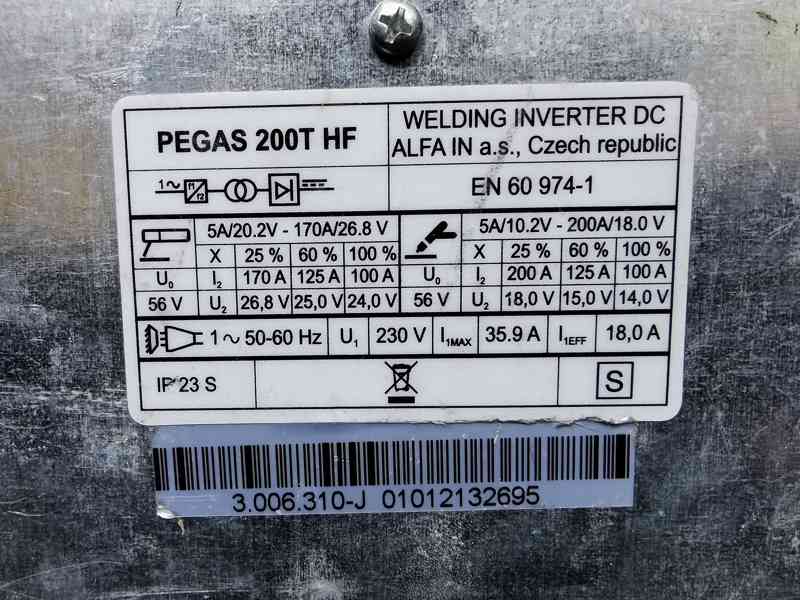 PEGAS 200T HF
WELDING INVERTER DC
ALFA IN a.s., Czech republic
1~ f1 f2
EN 60 974-1
5A/20.2V - 170A/26.8 V
X 25 % 60 % 100 %
U₀ I₂ 170 A 125 A 100 A
56 V U₂ 26,8 V 25,0 V 24,0 V
5A/10.2V - 200A/18.0 V
X 25 % 60 % 100 %
U₀ I₂ 200 A 125 A 100 A
56 V U₂ 18,0 V 15,0 V 14,0 V
1 ~ 50-60 Hz U₁ 230 V I1MAX 35.9 A I1EFF 18,0 A
IP 23 S
S
3.006.310-J 01012132695